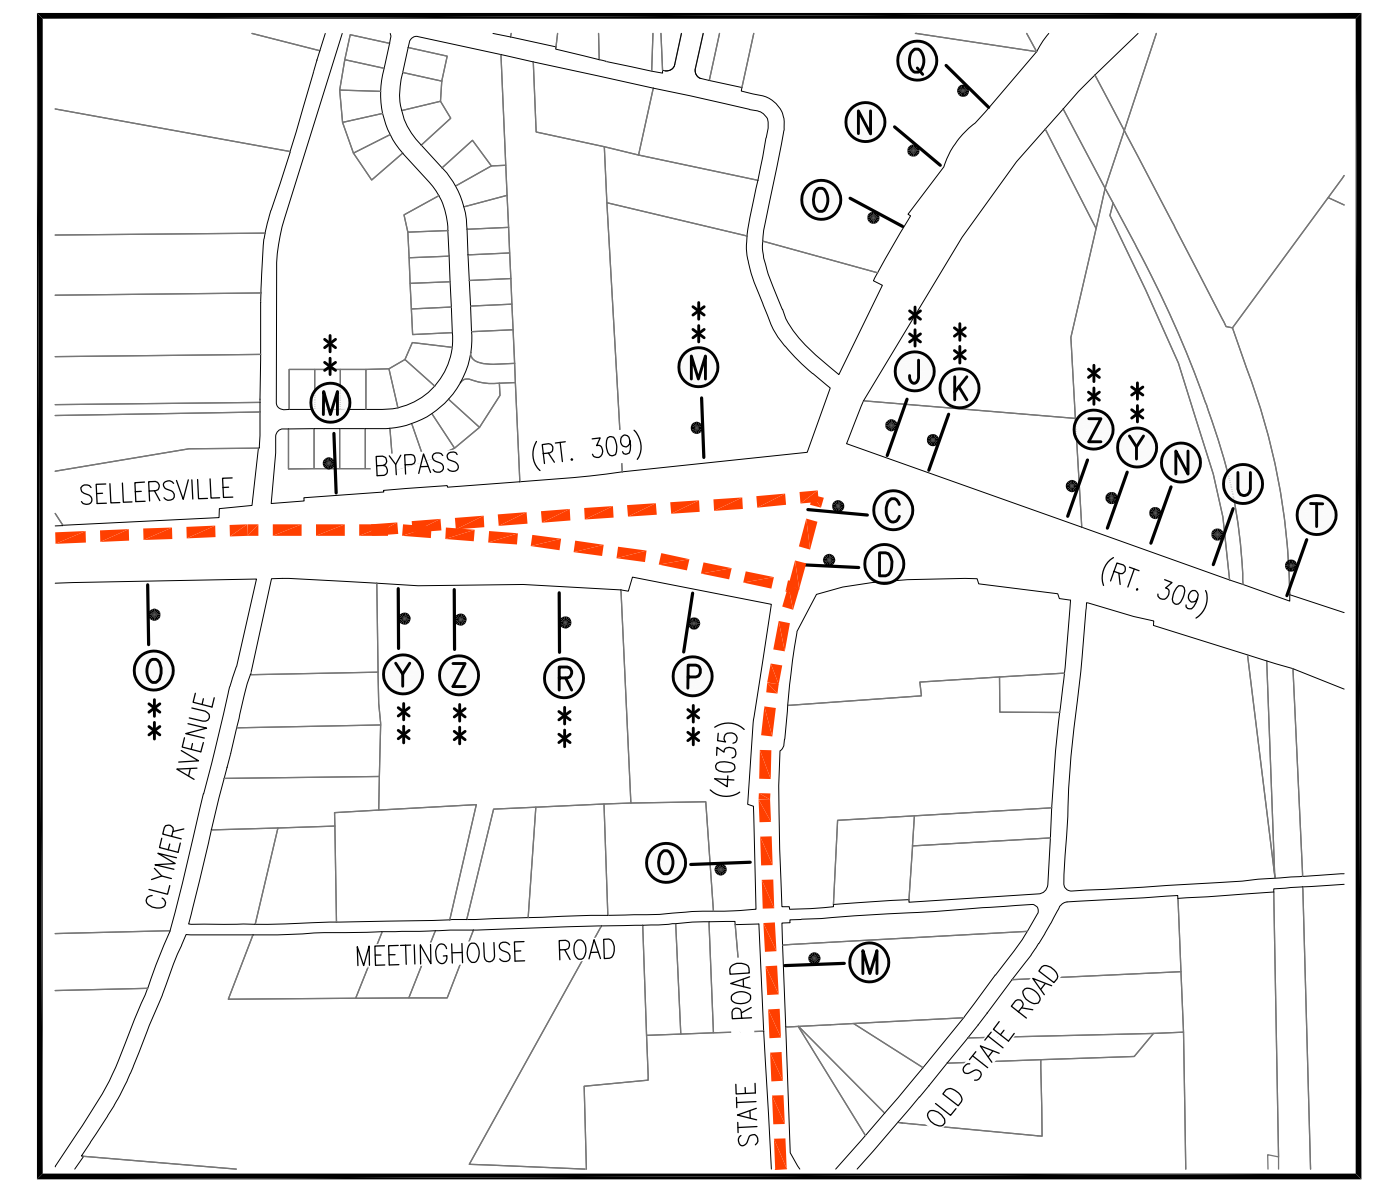 Q
N
O
**
M
**
M
**
J
**
K
**
Z
**
Y
N
U
T
SELLERSVILLE
BYPASS
(RT. 309)
C
D
(RT. 309)
O
**
Y
**
Z
**
R
**
P
**
CLYMER AVENUE
(4035)
O
MEETINGHOUSE ROAD
M
STATE ROAD
OLD STATE ROAD